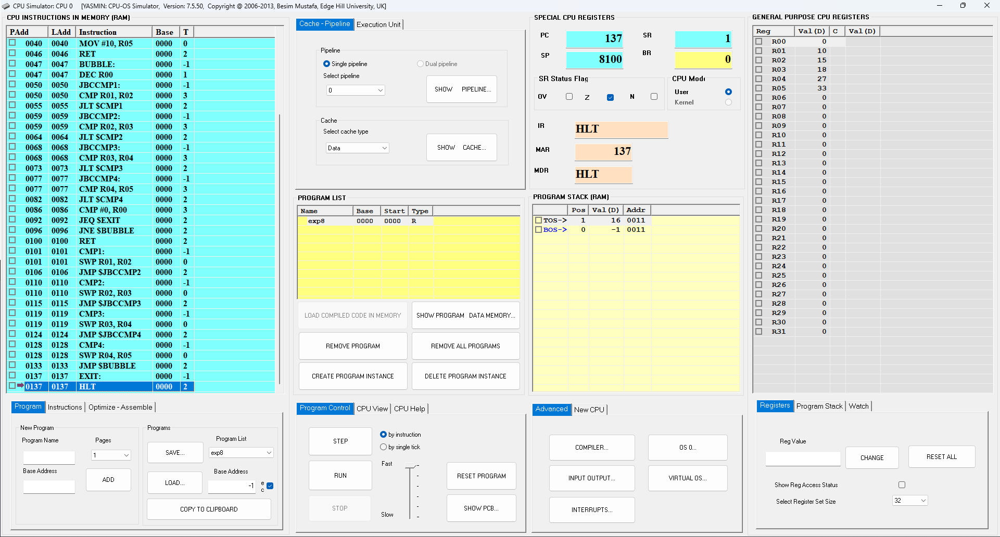 CPU Simulator: CPU 0 [YASMIN: CPU-OS Simulator, Version: 7.5.50, Copyright @ 2006-2013, Besim Mustafa, Edge Hill University, UK]
CPU INSTRUCTIONS IN MEMORY (RAM)
PAdd LAdd Instruction Base T
0040 0040 MOV #10, R05 0000 0
0046 0046 RET 0000 2
0047 0047 BUBBLE: 0000 -1
0047 0047 DEC R00 0000 1
0050 0050 JBCCMP1: 0000 -1
0050 0050 CMP R01, R02 0000 3
0055 0055 JLT $CMP1 0000 2
0059 0059 JBCCMP2: 0000 -1
0059 0059 CMP R02, R03 0000 3
0064 0064 JLT $CMP2 0000 2
0068 0068 JBCCMP3: 0000 -1
0068 0068 CMP R03, R04 0000 3
0073 0073 JLT $CMP3 0000 2
0077 0077 JBCCMP4: 0000 -1
0077 0077 CMP R04, R05 0000 3
0082 0082 JLT $CMP4 0000 2
0086 0086 CMP #0, R00 0000 3
0092 0092 JEQ $EXIT 0000 2
0096 0096 JNE $BUBBLE 0000 2
0100 0100 RET 0000 2
0101 0101 CMP1: 0000 -1
0101 0101 SWP R01, R02 0000 0
0106 0106 JMP $JBCCMP2 0000 2
0110 0110 CMP2: 0000 -1
0110 0110 SWP R02, R03 0000 0
0115 0115 JMP $JBCCMP3 0000 2
0119 0119 CMP3: 0000 -1
0119 0119 SWP R03, R04 0000 0
0124 0124 JMP $JBCCMP4 0000 2
0128 0128 CMP4: 0000 -1
0128 0128 SWP R04, R05 0000 0
0133 0133 JMP $BUBBLE 0000 2
0137 0137 EXIT: 0000 -1
0137 0137 HLT 0000 2
Program Instructions Optimize - Assemble
New Program
Program Name Pages
1
Base Address
ADD
Programs
Program List
SAVE... exp8
Base Address
LOAD... -1 e
c
COPY TO CLIPBOARD
Cache - Pipeline Execution Unit
Pipeline
Single pipeline Dual pipeline
Select pipeline
0 SHOW PIPELINE...
Cache
Select cache type
Data SHOW CACHE...
PROGRAM LIST
Name Base Start Type
exp8 0000 0000 R
LOAD COMPILED CODE IN MEMORY SHOW PROGRAM DATA MEMORY...
REMOVE PROGRAM REMOVE ALL PROGRAMS
CREATE PROGRAM INSTANCE DELETE PROGRAM INSTANCE
Program Control CPU View CPU Help
STEP by instruction
by single tick
Fast
RUN RESET PROGRAM
STOP SHOW PCB...
Slow
SPECIAL CPU REGISTERS
PC 137 SR 1
SP 8100 BR 0
SR Status Flag CPU Mode
OV Z N User
Kernel
IR HLT
MAR 137
MDR HLT
PROGRAM STACK (RAM)
Pos Val (D) Addr
TOS-> 1 16 0011
BOS-> 0 -1 0011
Advanced New CPU
COMPILER... OS 0...
INPUT OUTPUT... VIRTUAL OS...
INTERRUPTS...
GENERAL PURPOSE CPU REGISTERS
Reg Val (D) C Val (D)
R00 0
R01 10
R02 15
R03 18
R04 27
R05 33
R06 0
R07 0
R08 0
R09 0
R10 0
R11 0
R12 0
R13 0
R14 0
R15 0
R16 0
R17 0
R18 0
R19 0
R20 0
R21 0
R22 0
R23 0
R24 0
R25 0
R26 0
R27 0
R28 0
R29 0
R30 0
R31 0
Registers Program Stack Watch
Reg Value
CHANGE RESET ALL
Show Reg Access Status
Select Register Set Size 32